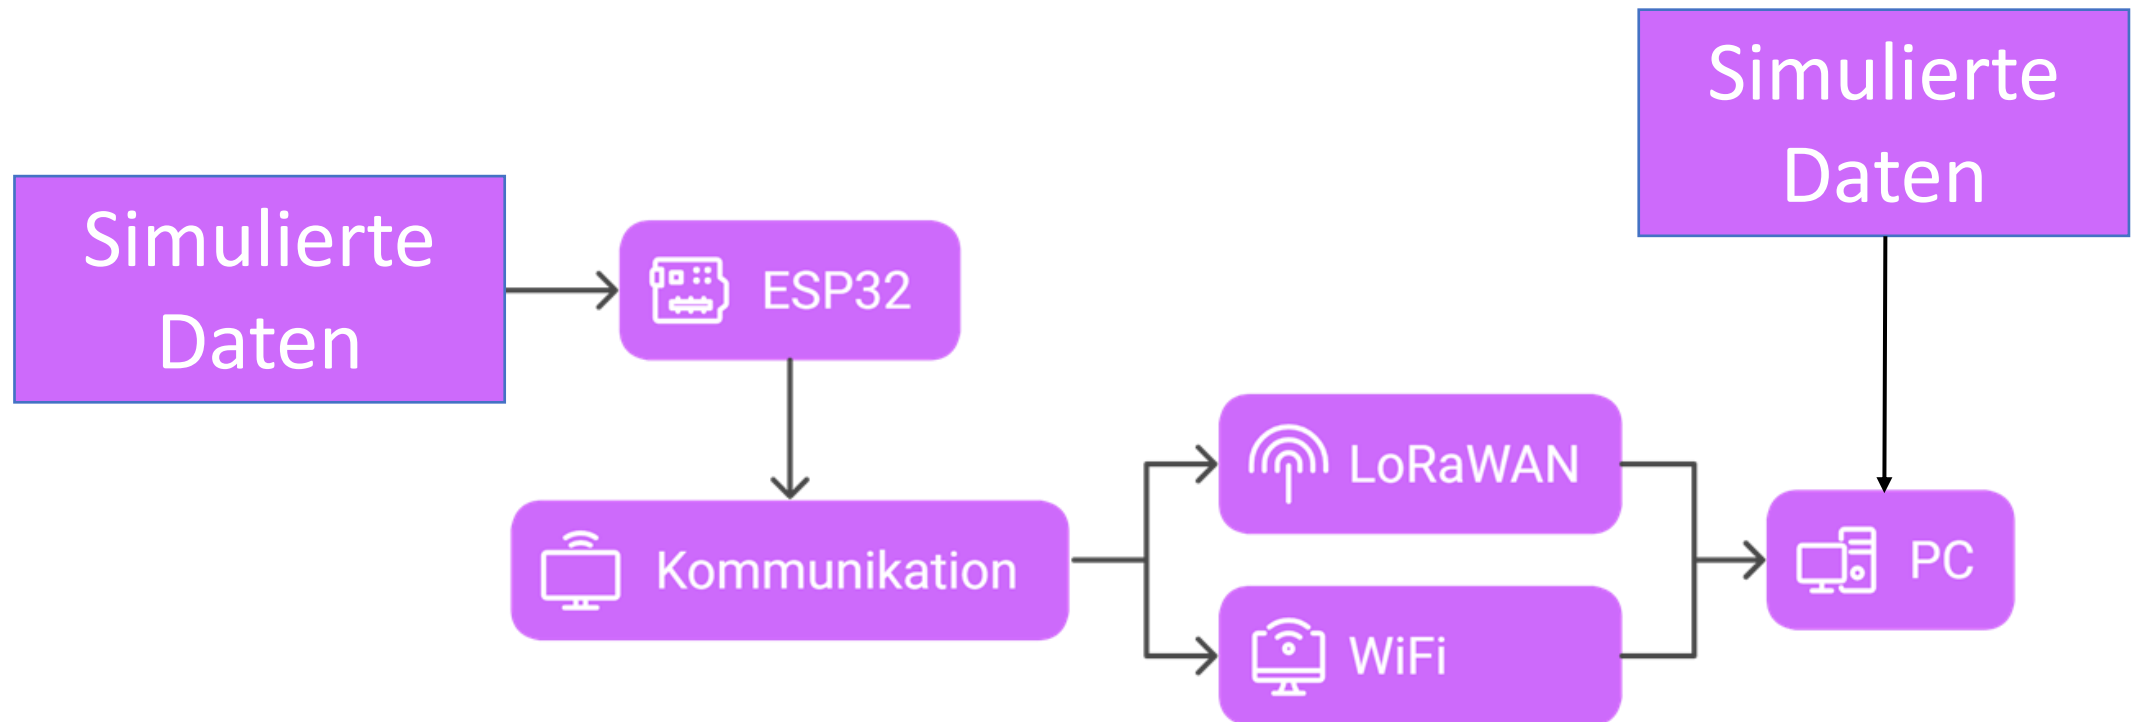 Simulierte
Daten
Simulierte
Daten
ESP32
LoRaWAN
Kommunikation
PC
WiFi